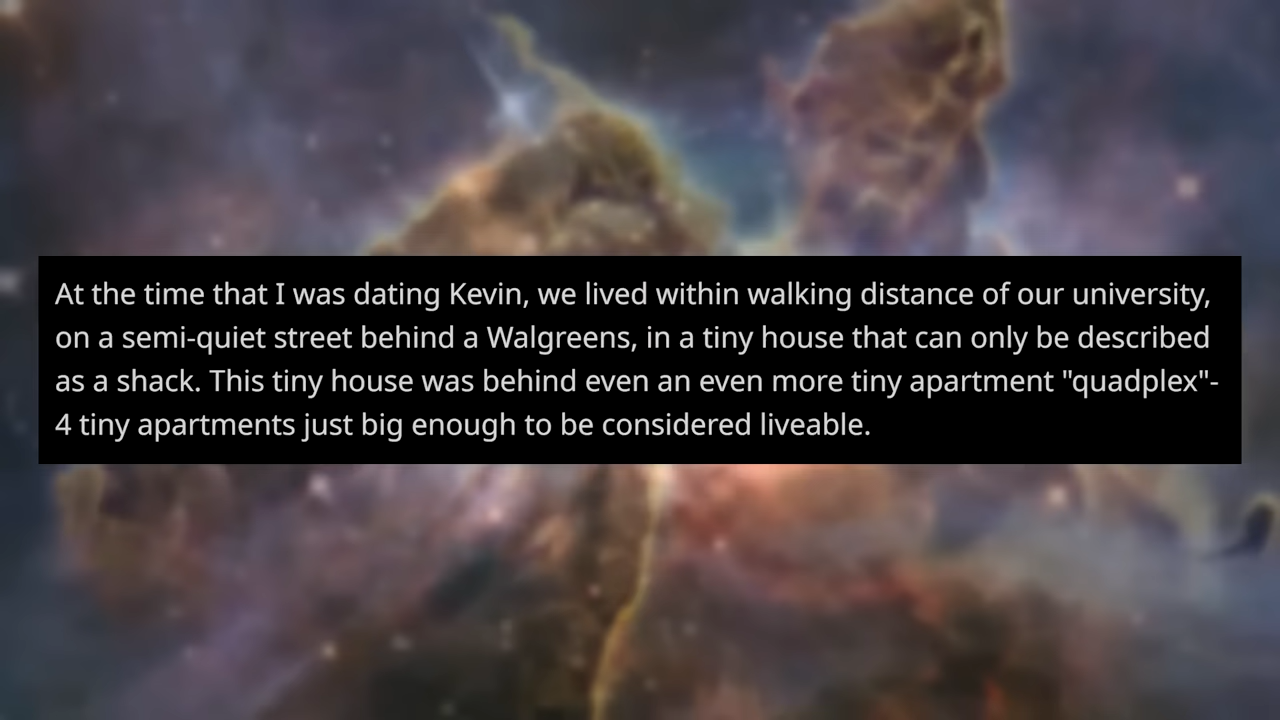 At the time that I was dating Kevin, we lived within walking distance of our university,
on a semi-quiet street behind a Walgreens, in a tiny house that can only be described
as a shack. This tiny house was behind even an even more tiny apartment "quadplex"-
4 tiny apartments just big enough to be considered liveable.